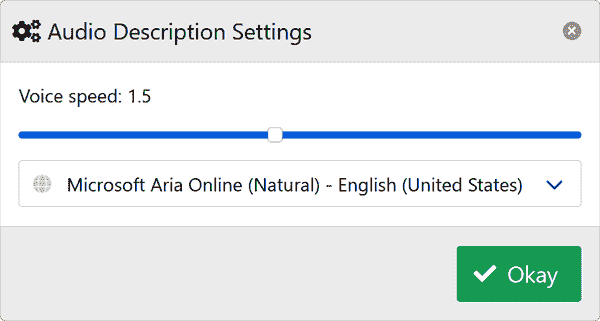 Audio Description Settings
Voice speed: 1.5
Microsoft Aria Online (Natural) - English (United States)
Okay